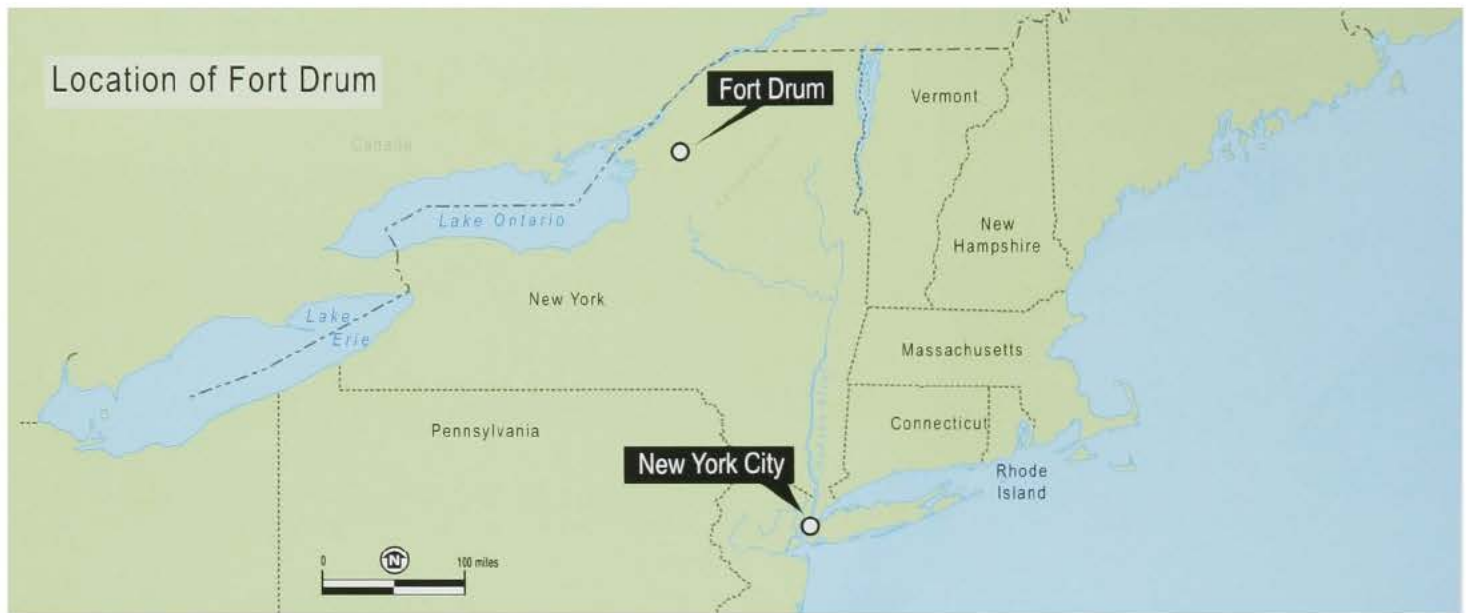 Location of Fort Drum
Fort Drum
Vermont
Canada
Lake Ontario
New
Hampshire
New York
Lake
Erie
Massachusetts
Pennsylvania
Connecticut
New York City
Rhode
Island
0
N
100 miles